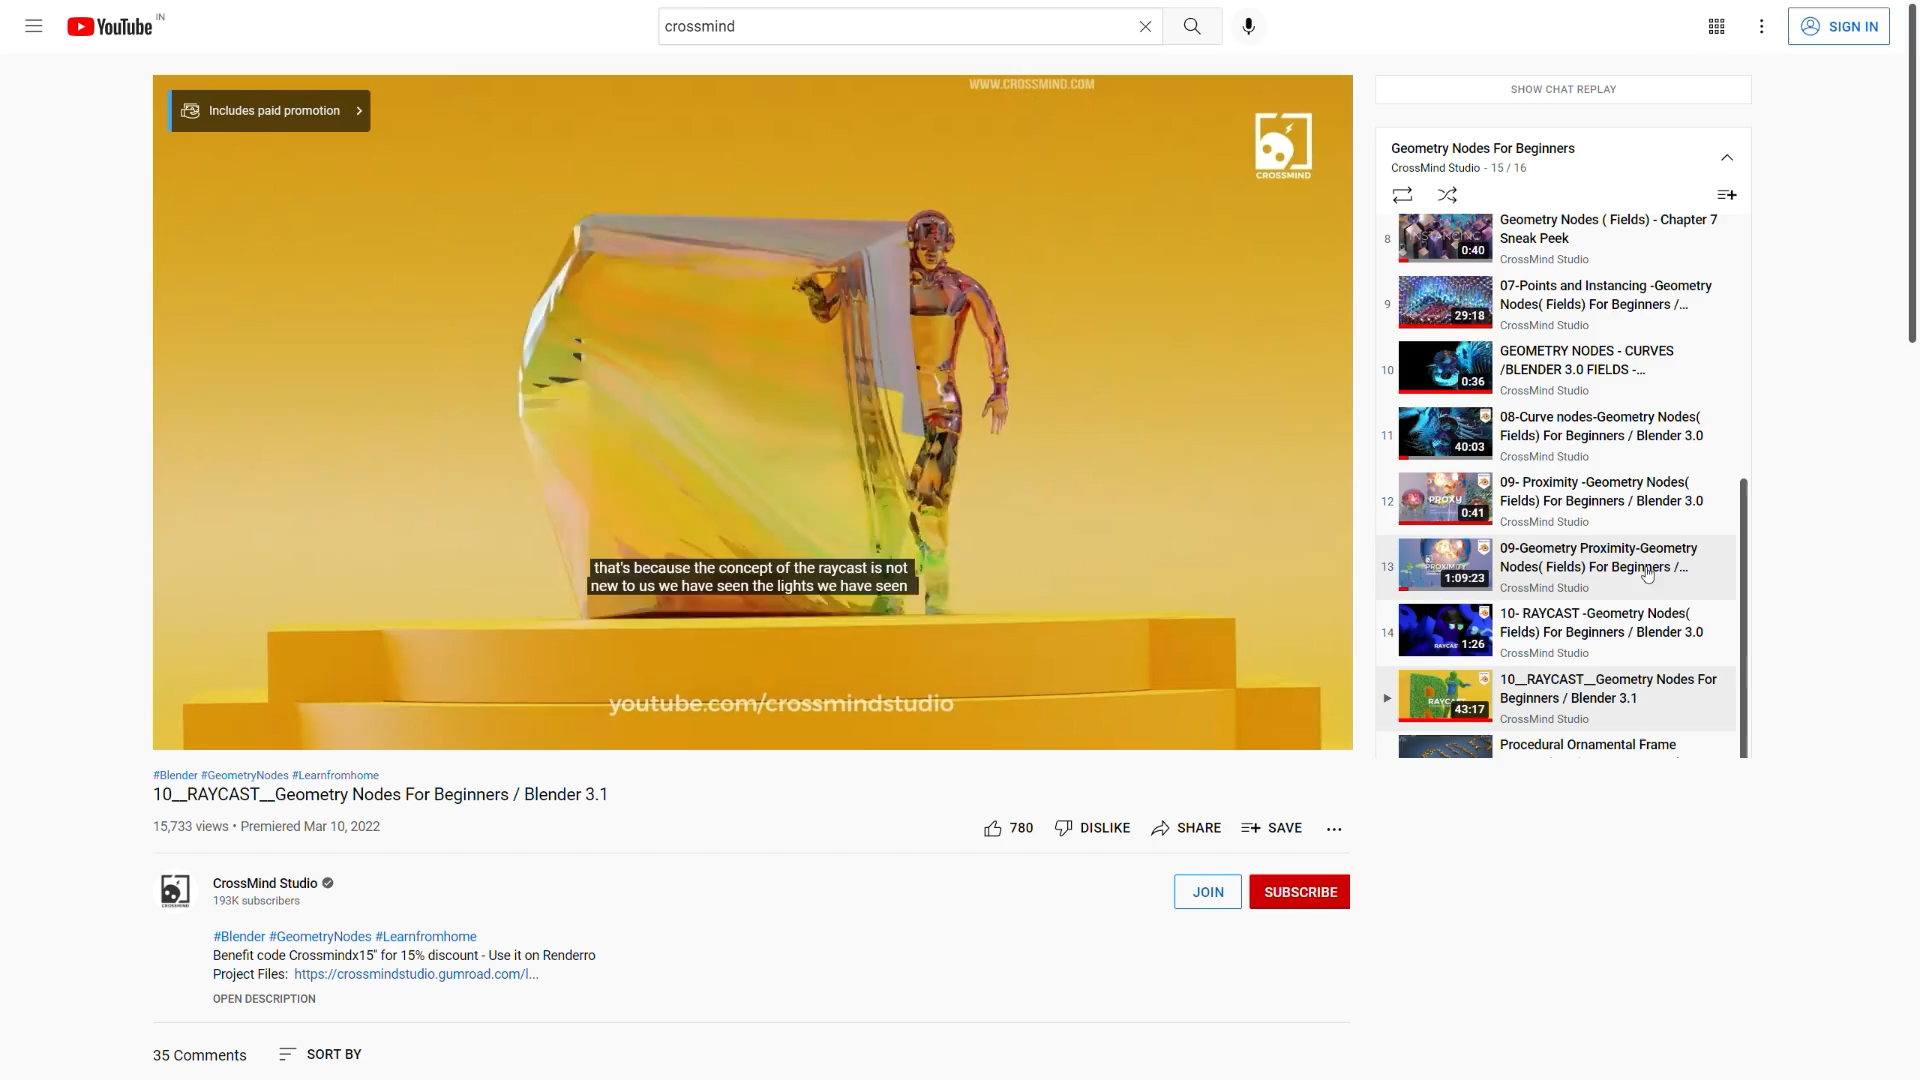 YouTube IN
crossmind
SIGN IN
WWW.CROSSMIND.COM
Includes paid promotion
CROSSMIND
that's because the concept of the raycast is not
new to us we have seen the lights we have seen
youtube.com/crossmindstudio
#Blender #GeometryNodes #Learnfromhome
10__RAYCAST__Geometry Nodes For Beginners / Blender 3.1
15,733 views • Premiered Mar 10, 2022
780
DISLIKE
SHARE
SAVE
CrossMind Studio
193K subscribers
JOIN
SUBSCRIBE
#Blender #GeometryNodes #Learnfromhome
Benefit code Crossmindx15" for 15% discount - Use it on Renderro
Project Files: https://crossmindstudio.gumroad.com/l...
OPEN DESCRIPTION
35 Comments
SORT BY
SHOW CHAT REPLAY
Geometry Nodes For Beginners
CrossMind Studio - 15 / 16
8
0:40
Geometry Nodes ( Fields) - Chapter 7
Sneak Peek
CrossMind Studio
9
29:18
07-Points and Instancing -Geometry
Nodes( Fields) For Beginners /...
CrossMind Studio
10
0:36
GEOMETRY NODES - CURVES
/BLENDER 3.0 FIELDS -...
CrossMind Studio
11
40:03
08-Curve nodes-Geometry Nodes(
Fields) For Beginners / Blender 3.0
CrossMind Studio
12
PROXY
0:41
09- Proximity -Geometry Nodes(
Fields) For Beginners / Blender 3.0
CrossMind Studio
13
PROXIMITY
1:09:23
09-Geometry Proximity-Geometry
Nodes( Fields) For Beginners /...
CrossMind Studio
14
RAYCAS
1:26
10- RAYCAST -Geometry Nodes(
Fields) For Beginners / Blender 3.0
CrossMind Studio
RAYC
43:17
10__RAYCAST__Geometry Nodes For
Beginners / Blender 3.1
CrossMind Studio
Procedural Ornamental Frame